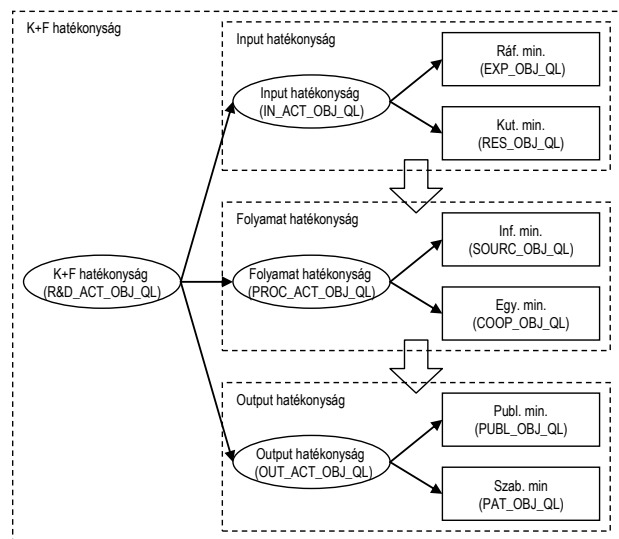 K+F hatékonyság
Input hatékonyság
Ráf. min.
(EXP_OBJ_QL)
Input hatékonyság
(IN_ACT_OBJ_QL)
Kut. min.
(RES_OBJ_QL)
Folyamat hatékonyság
Inf. min.
(SOURC_OBJ_QL)
K+F hatékonyság
(R&D_ACT_OBJ_QL)
Folyamat hatékonyság
(PROC_ACT_OBJ_QL)
Egy. min.
(COOP_OBJ_QL)
Output hatékonyság
Publ. min.
(PUBL_OBJ_QL)
Output hatékonyság
(OUT_ACT_OBJ_QL)
Szab. min
(PAT_OBJ_QL)